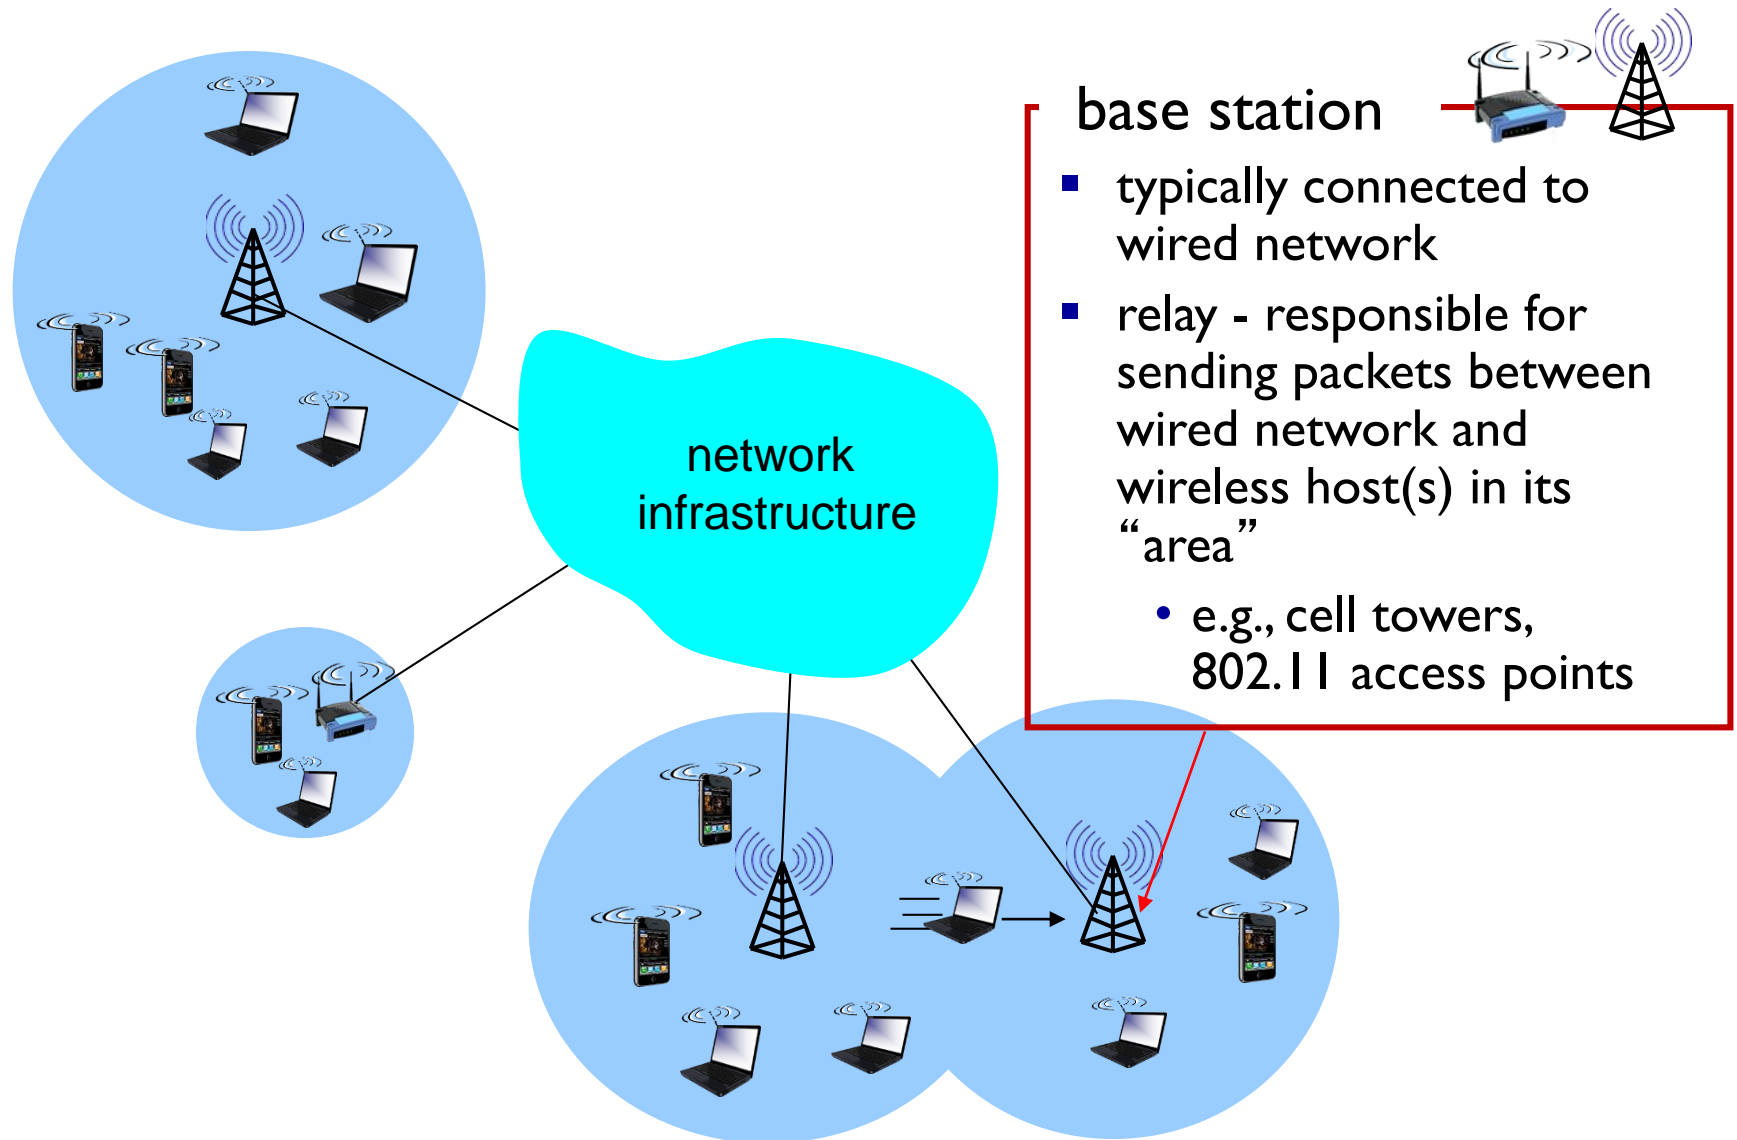 base station
▪ typically connected to
wired network
▪ relay - responsible for
sending packets between
wired network and
wireless host(s) in its
“area”
• e.g., cell towers,
802.11 access points
network
infrastructure